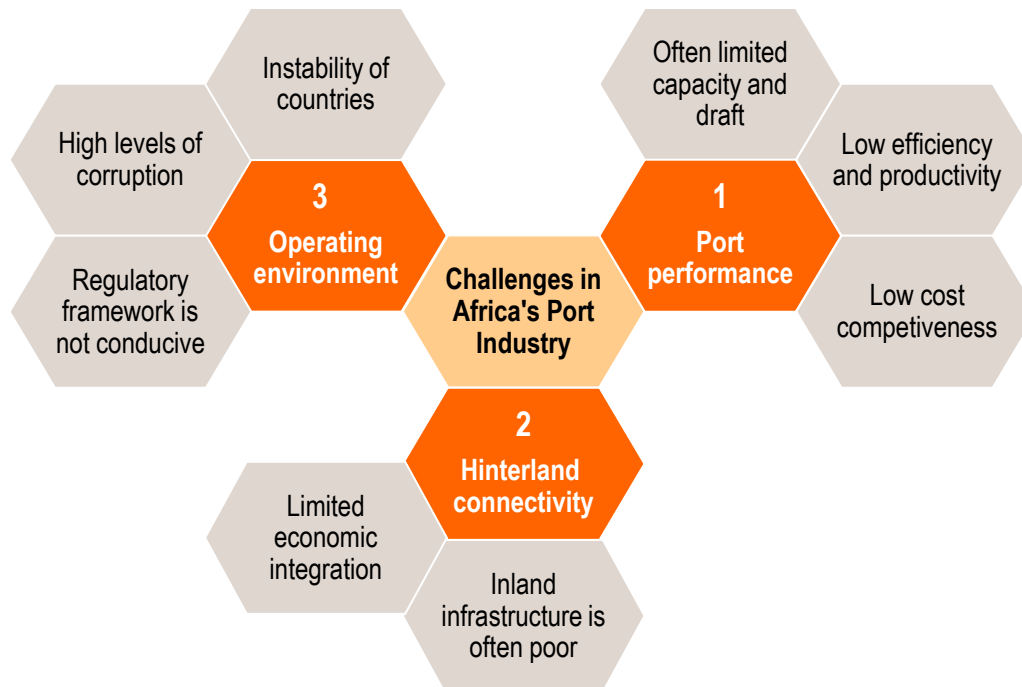 Challenges in
Africa's Port
Industry
1
Port
performance
Often limited
capacity and
draft
Low efficiency
and productivity
Low cost
competiveness
2
Hinterland
connectivity
Limited
economic
integration
Inland
infrastructure is
often poor
3
Operating
environment
Instability of
countries
High levels of
corruption
Regulatory
framework is
not conducive